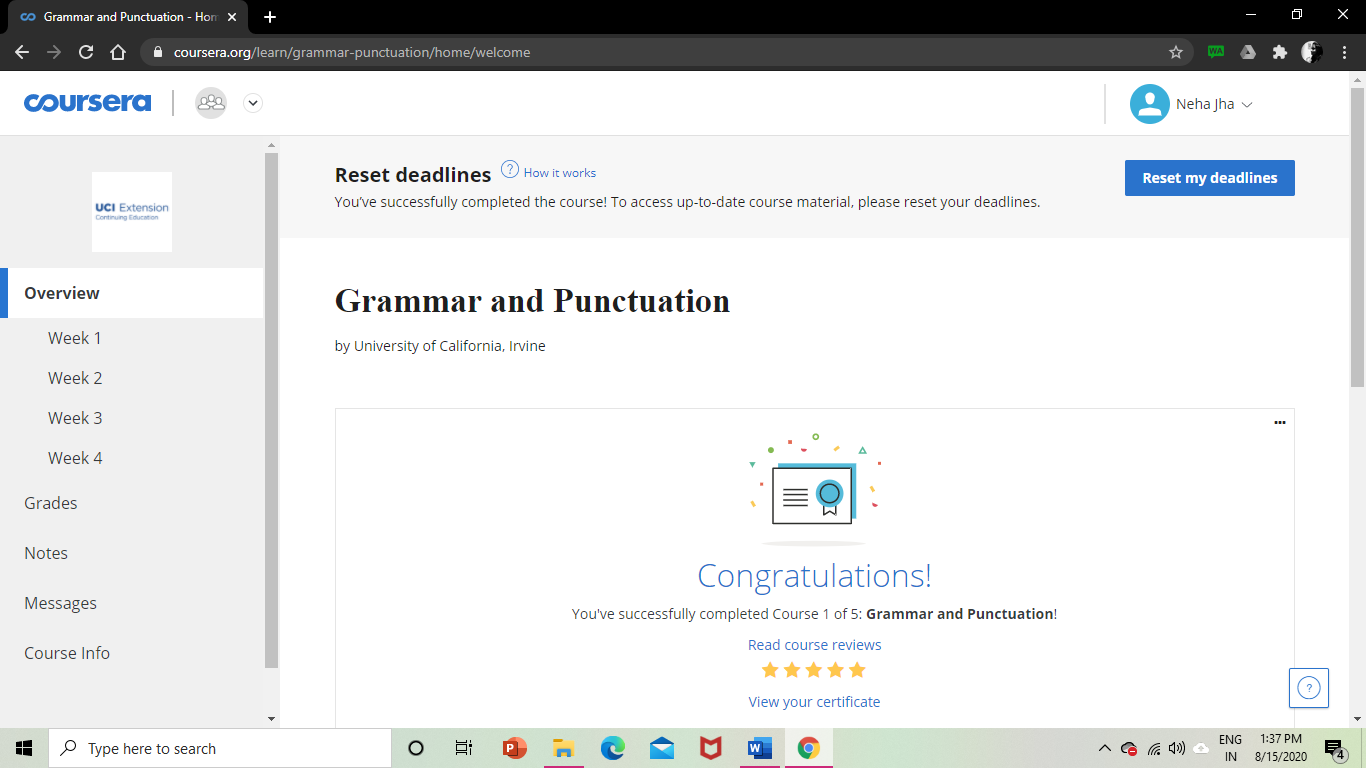 Grammar and Punctuation - Hom
coursera.org/learn/grammar-punctuation/home/welcome
WA
coursera
Neha Jha
UCI Extension
Continuing Education
Reset deadlines ? How it works
Reset my deadlines
You've successfully completed the course! To access up-to-date course material, please reset your deadlines.
Overview
Week 1
Week 2
Week 3
Week 4
Grades
Notes
Messages
Course Info
Grammar and Punctuation
by University of California, Irvine
Congratulations!
You've successfully completed Course 1 of 5: Grammar and Punctuation!
Read course reviews
View your certificate
?
Type here to search
ENG
IN
1:37 PM
8/15/2020
4